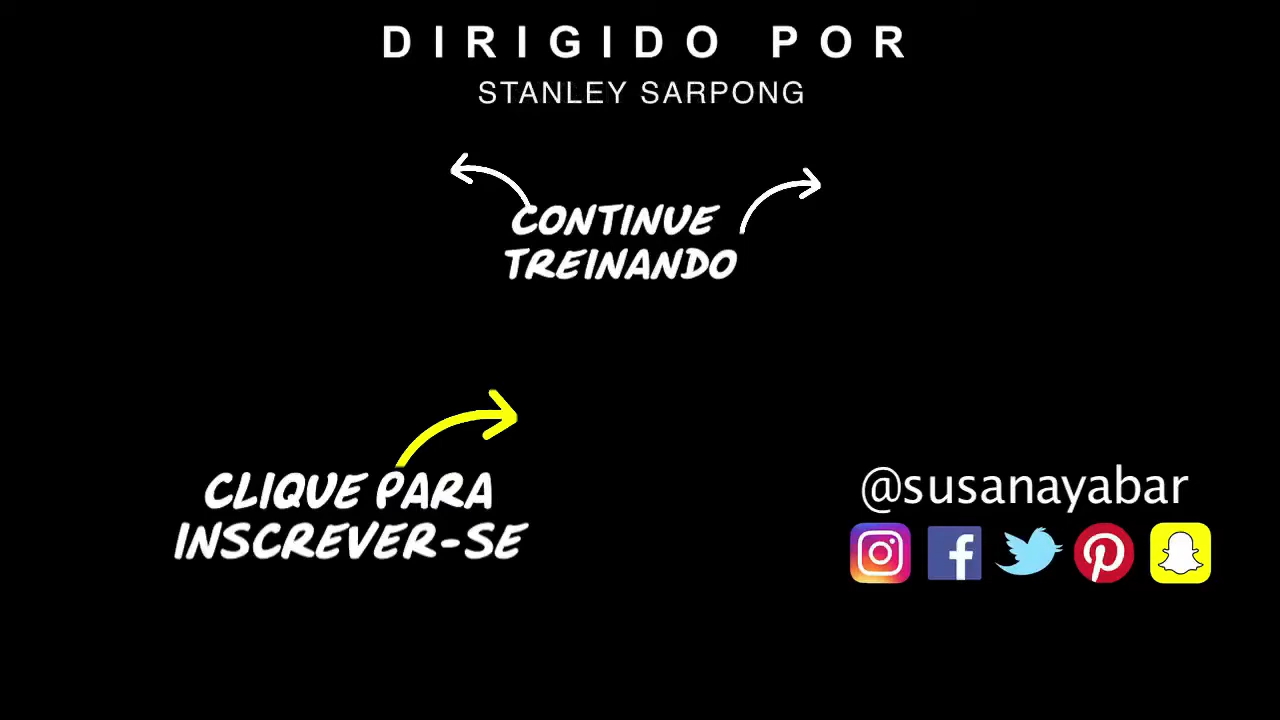 DIRIGIDO POR
STANLEY SARPONG
CONTINUE
TREINANDO
CLIQUE PARA
INSCREVER-SE
@susanayabar